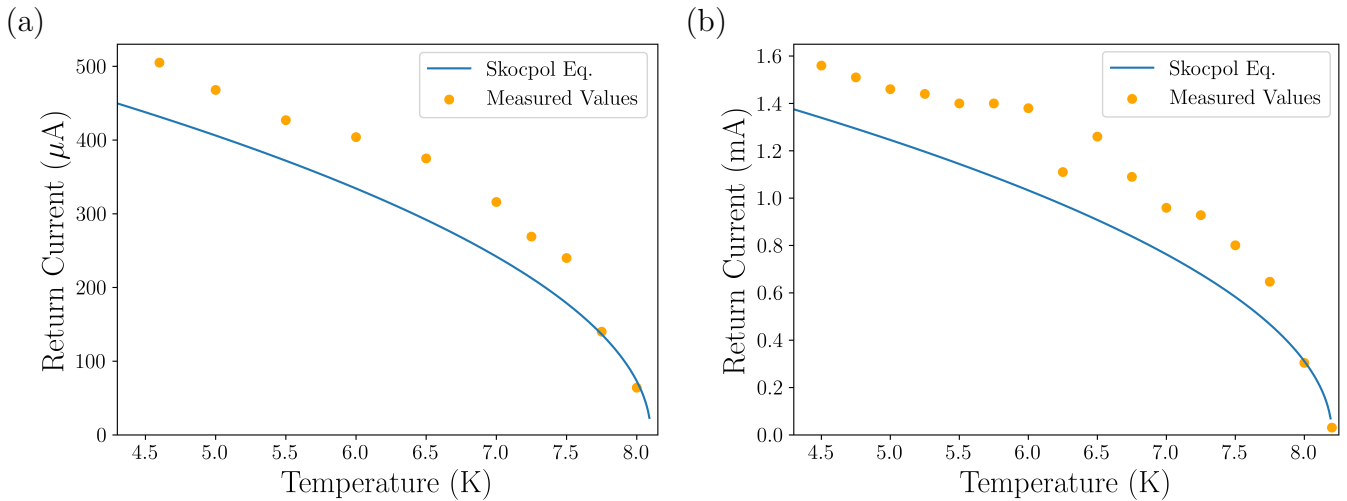 (a)
Return Current (μA)
500
400
300
200
100
0
Skocpol Eq.
Measured Values
4.5 5.0 5.5 6.0 6.5 7.0 7.5 8.0
Temperature (K)
(b)
Return Current (mA)
1.6
1.4
1.2
1.0
0.8
0.6
0.4
0.2
0.0
Skocpol Eq.
Measured Values
4.5 5.0 5.5 6.0 6.5 7.0 7.5 8.0
Temperature (K)